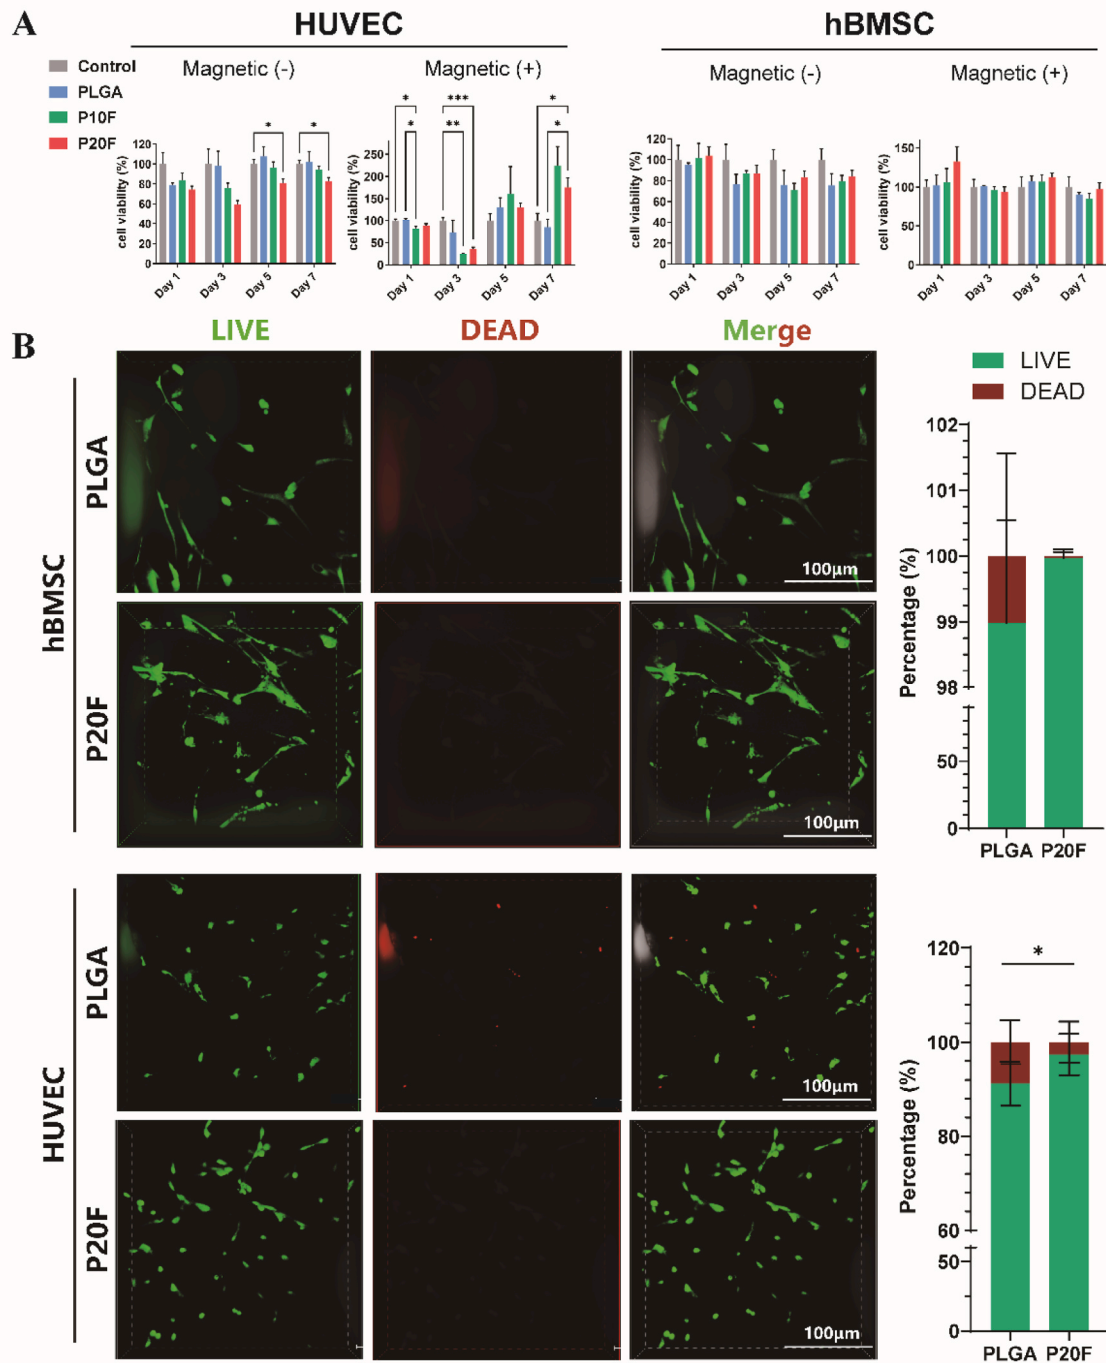 A
HUVEC
hBMSC
Control
PLGA
P10F
P20F
Magnetic (-)
Magnetic (+)
Magnetic (-)
Magnetic (+)
cell viability (%)
120
100
80
60
40
20
0
Day 1
Day 3
Day 5
Day 7
*
*
cell viability (%)
250
200
150
100
50
0
Day 1
Day 3
Day 5
Day 7
*
*
***
**
*
*
cell viability (%)
120
100
80
60
40
20
0
Day 1
Day 3
Day 5
Day 7
cell viability (%)
150
100
50
0
Day 1
Day 3
Day 5
Day 7
B
LIVE
DEAD
Merge
hBMSC
PLGA
100μm
P20F
100μm
LIVE
DEAD
Percentage (%)
102
101
100
99
98
50
0
PLGA
P20F
HUVEC
PLGA
100μm
P20F
100μm
Percentage (%)
120
100
80
60
50
0
*
PLGA
P20F